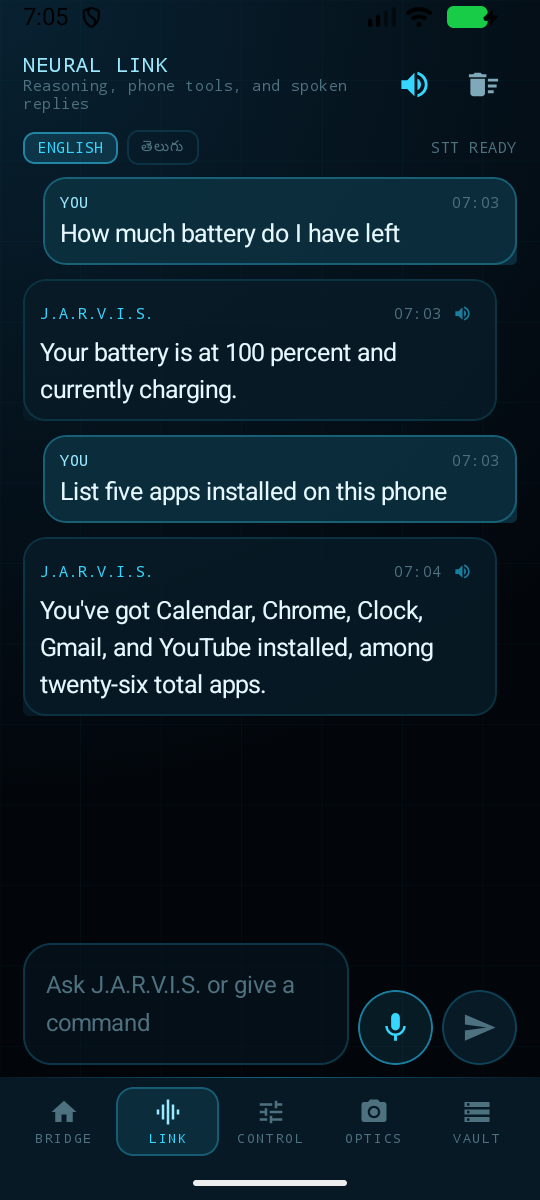 7:05
NEURAL LINK
Reasoning, phone tools, and spoken
replies
ENGLISH తెలుగు STT READY
YOU 07:03
How much battery do I have left
J.A.R.V.I.S. 07:03
Your battery is at 100 percent and
currently charging.
YOU 07:03
List five apps installed on this phone
J.A.R.V.I.S. 07:04
You've got Calendar, Chrome, Clock,
Gmail, and YouTube installed, among
twenty-six total apps.
Ask J.A.R.V.I.S. or give a
command
BRIDGE LINK CONTROL OPTICS VAULT